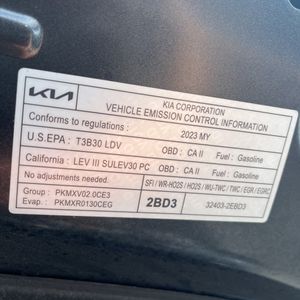 KIA
KIA CORPORATION
VEHICLE EMISSION CONTROL INFORMATION
Conforms to regulations : 2023 MY
U.S.EPA : T3B30 LDV OBD : CA II Fuel : Gasoline
California : LEV III SULEV30 PC OBD : CA II Fuel : Gasoline
No adjustments needed. SFI / WR-HO2S / HO2S / WU-TWC / TWC / EGR / EGRC
Group : PKMXV02.0CE3
Evap. : PKMXR0130CEG 2BD3 32403-2EBD3